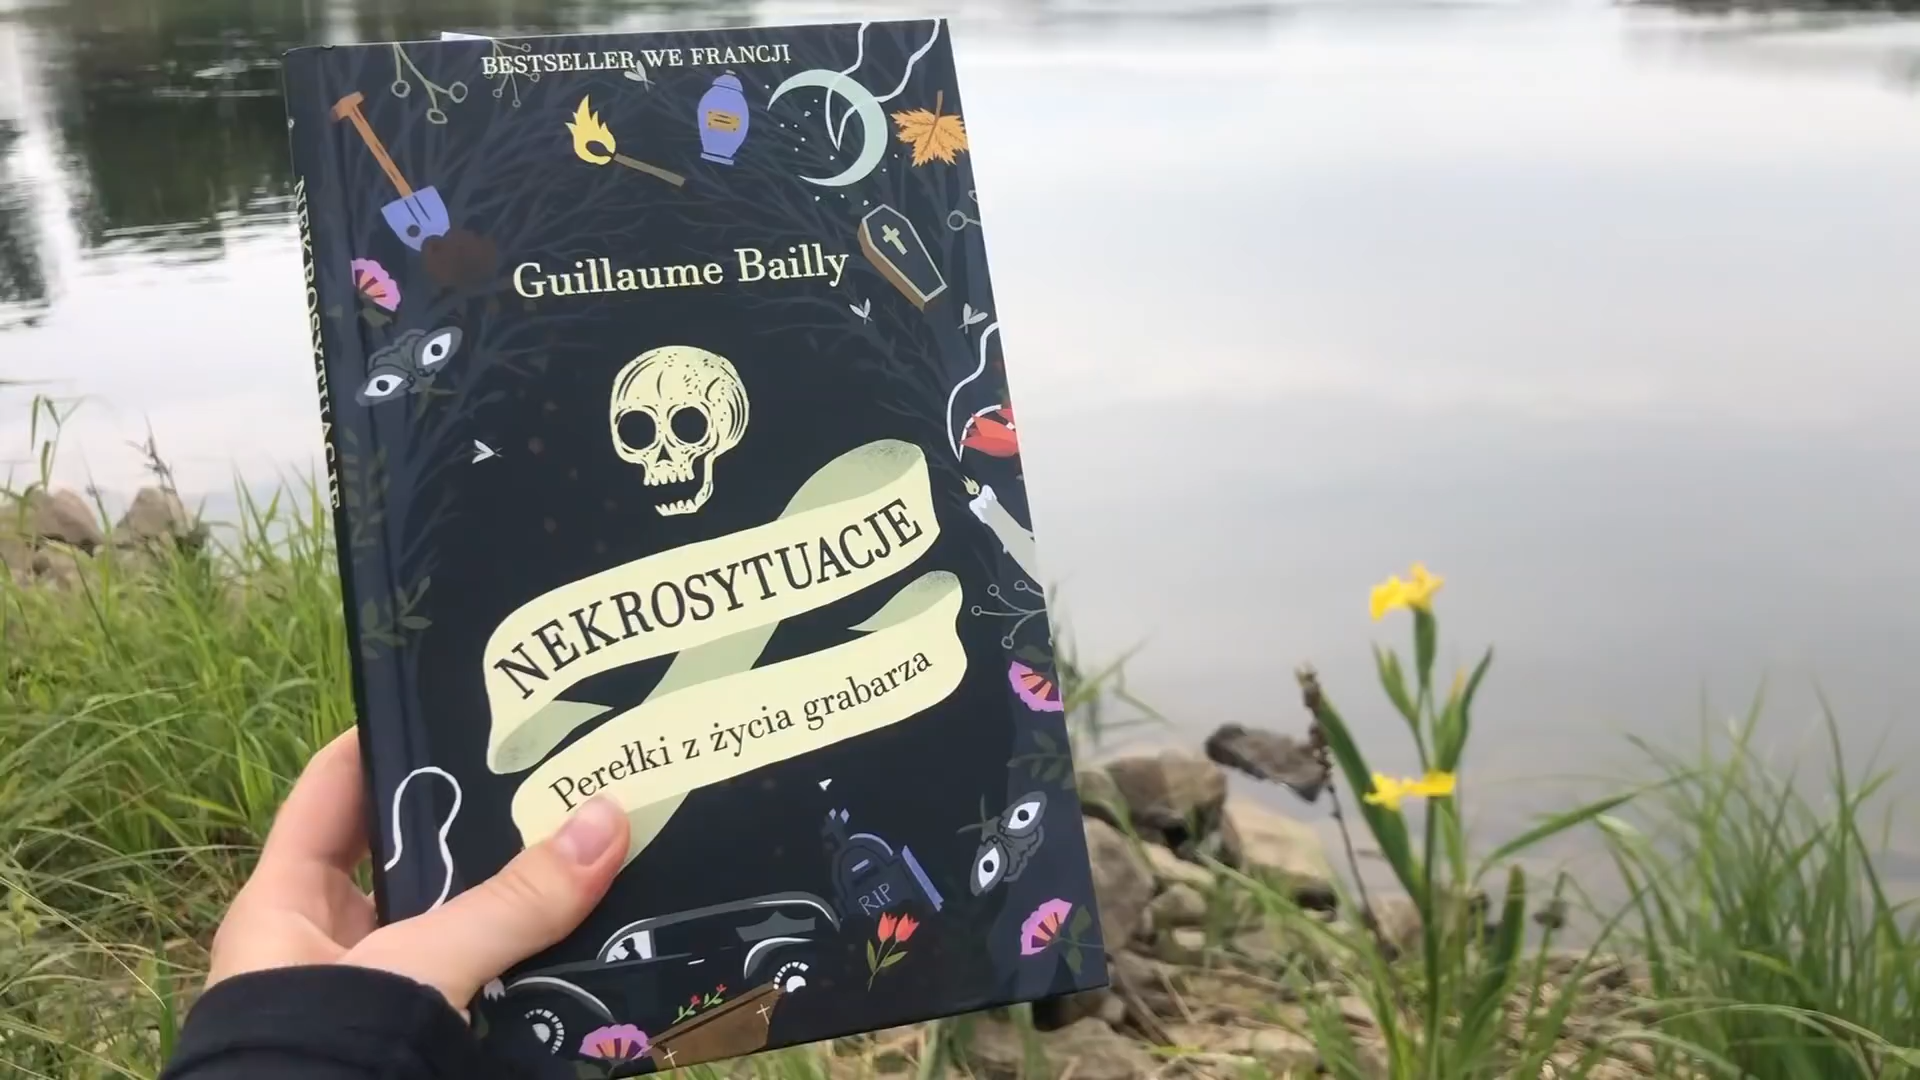 BESTSELLER WE FRANCJI
Guillaume Bailly
NEKROSYTUACJE
Perełki z życia grabarza
RIP
NEKROSYTUACJE